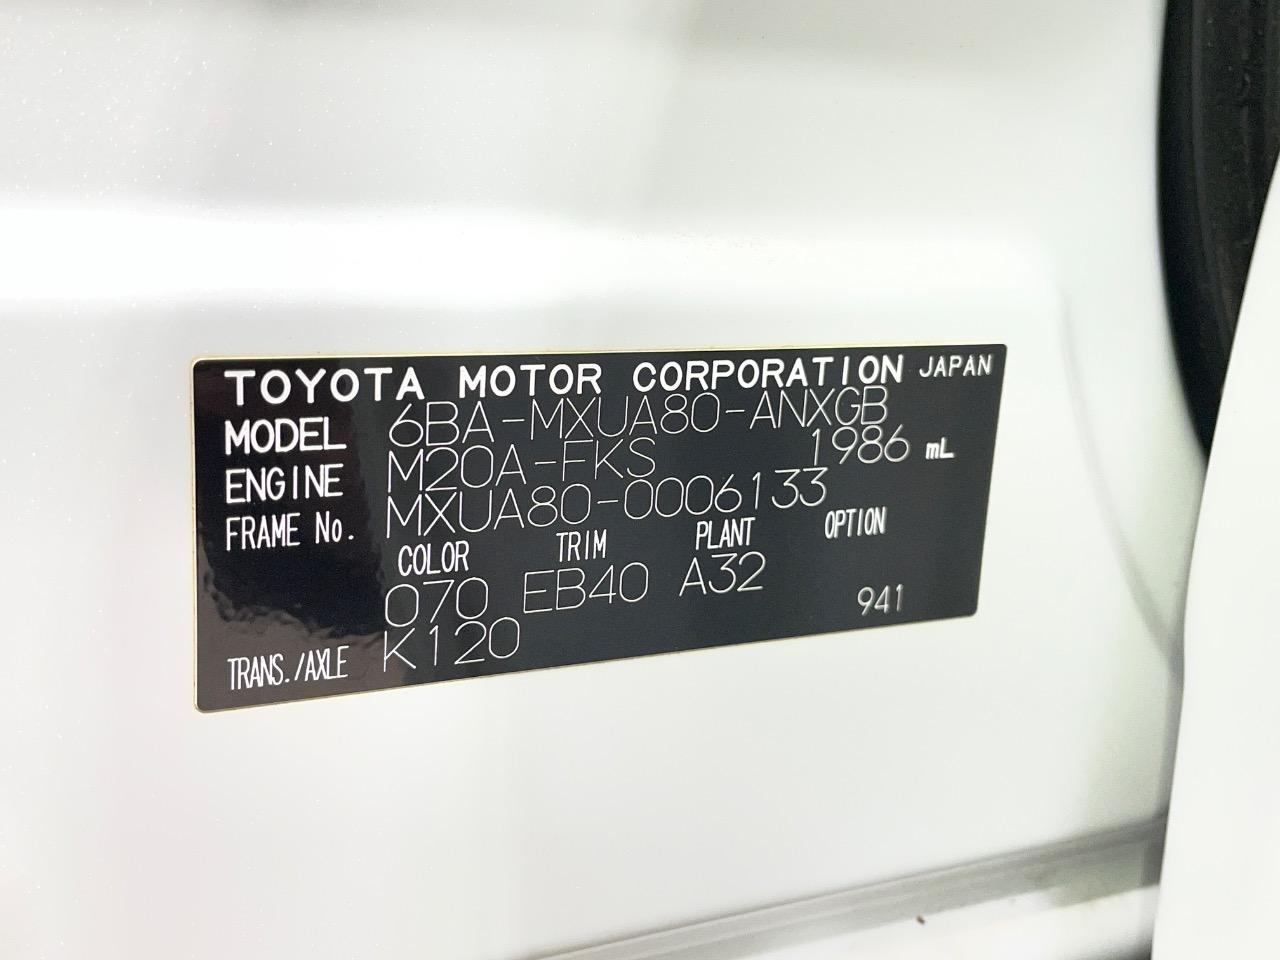 TOYOTA MOTOR CORPORATION JAPAN
MODEL 6BA-MXUA80-ANXGB
ENGINE M20A-FKS 1986 mL
FRAME No. MXUA80-0006133
COLOR TRIM PLANT OPTION
070 EB40 A32 941
TRANS./AXLE K120